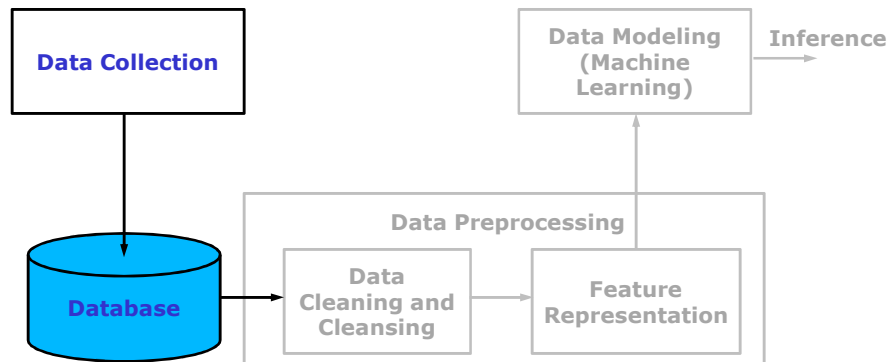 Data Collection
Database
Data Preprocessing
Data
Cleaning and
Cleansing
Feature
Representation
Data Modeling
(Machine
Learning)
Inference